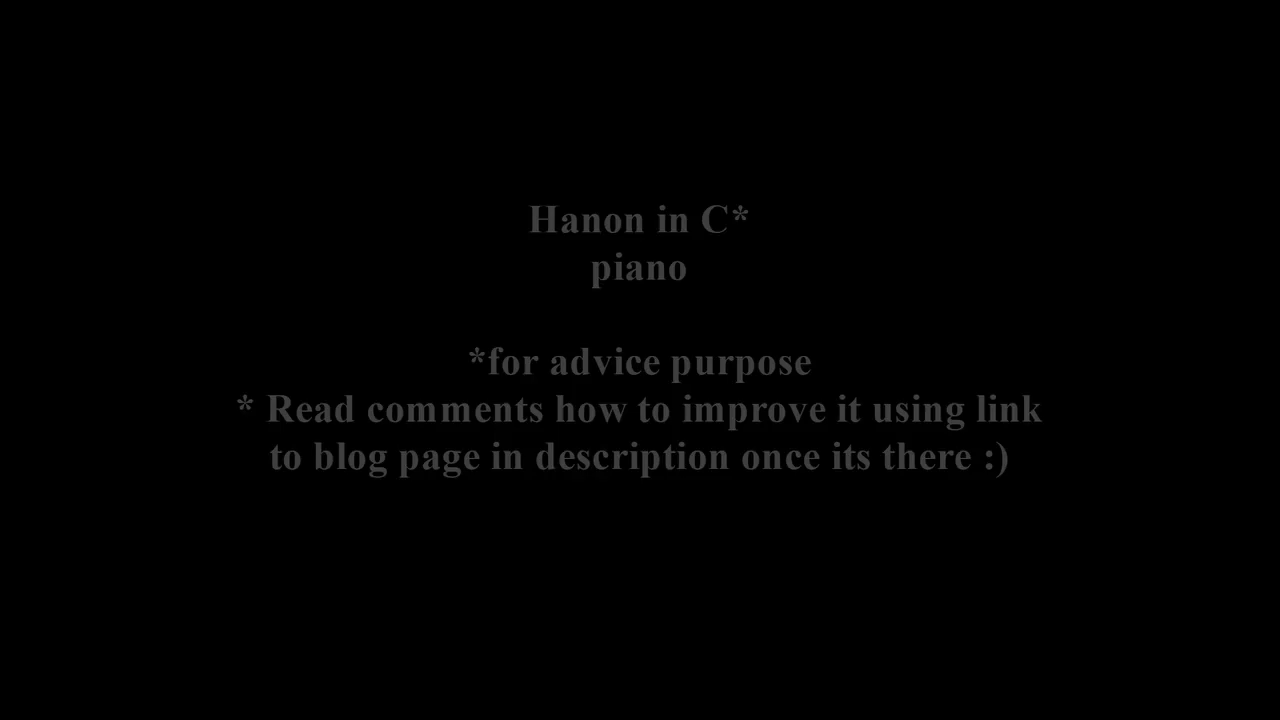 Hanon in C*
piano
*for advice purpose
* Read comments how to improve it using link
to blog page in description once its there :)